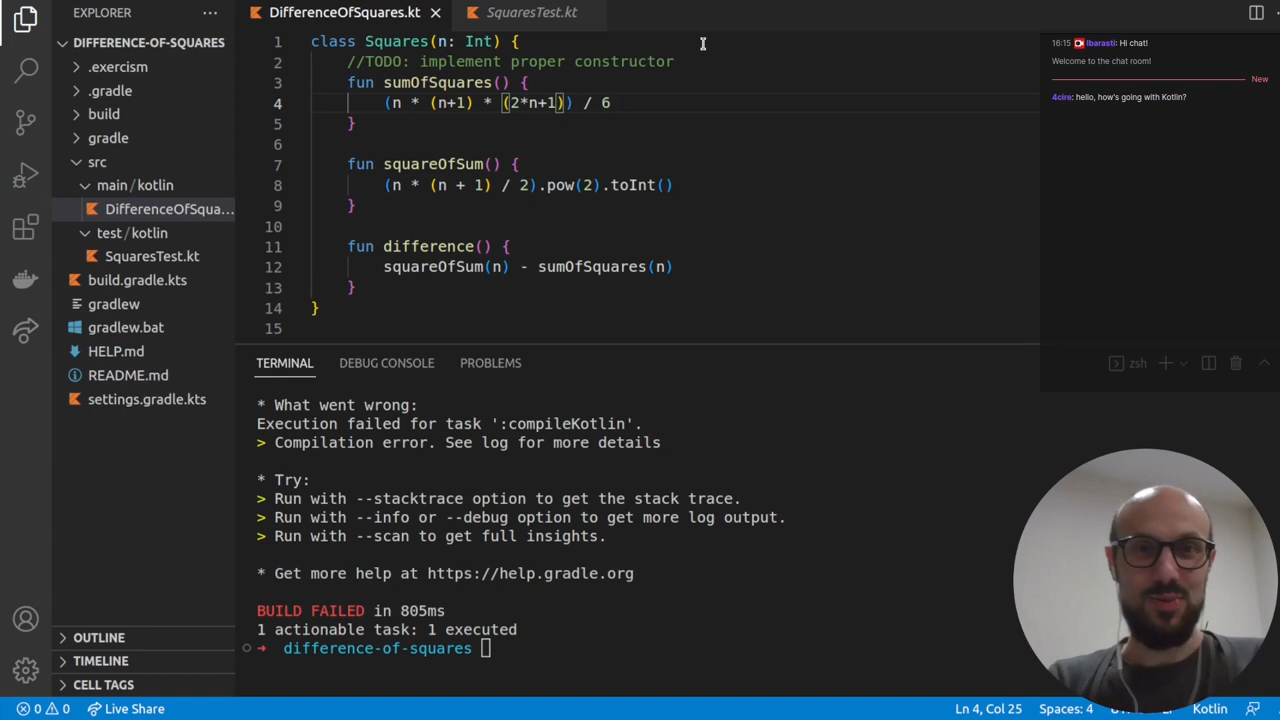 EXPLORER
DifferenceOfSquares.kt
SquaresTest.kt
DIFFERENCE-OF-SQUARES
.exercism
.gradle
build
gradle
src
main/kotlin
DifferenceOfSqua...
test/kotlin
SquaresTest.kt
build.gradle.kts
gradlew
gradlew.bat
HELP.md
README.md
settings.gradle.kts
OUTLINE
TIMELINE
CELL TAGS
1 class Squares(n: Int) {
2 //TODO: implement proper constructor
3 fun sumOfSquares() {
4 (n * (n+1) * (2*n+1)) / 6
5 }
6
7 fun squareOfSum() {
8 (n * (n + 1) / 2).pow(2).toInt()
9 }
10
11 fun difference() {
12 squareOfSum(n) - sumOfSquares(n)
13 }
14 }
15
16:15 lbarasti: Hi chat!
Welcome to the chat room!
New
4cire: hello, how's going with Kotlin?
TERMINAL
DEBUG CONSOLE
PROBLEMS
zsh
* What went wrong:
Execution failed for task ':compileKotlin'.
> Compilation error. See log for more details
* Try:
> Run with --stacktrace option to get the stack trace.
> Run with --info or --debug option to get more log output.
> Run with --scan to get full insights.
* Get more help at https://help.gradle.org
BUILD FAILED in 805ms
1 actionable task: 1 executed
➜ difference-of-squares
0 0
Live Share
Ln 4, Col 25
Spaces: 4
Kotlin